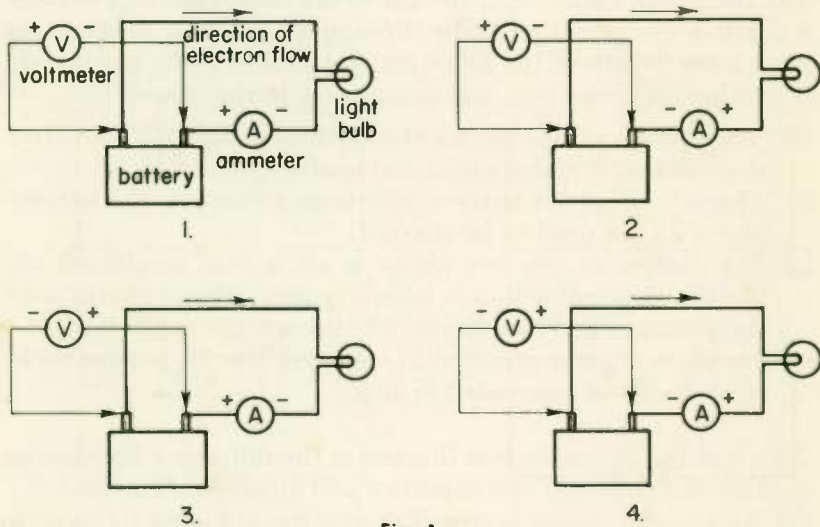 + V -
voltmeter
direction of
electron flow
light
bulb
+ A -
ammeter
battery
1.
+ V -
- A +
2.
- V +
+ A -
3.
- V +
- A +
4.